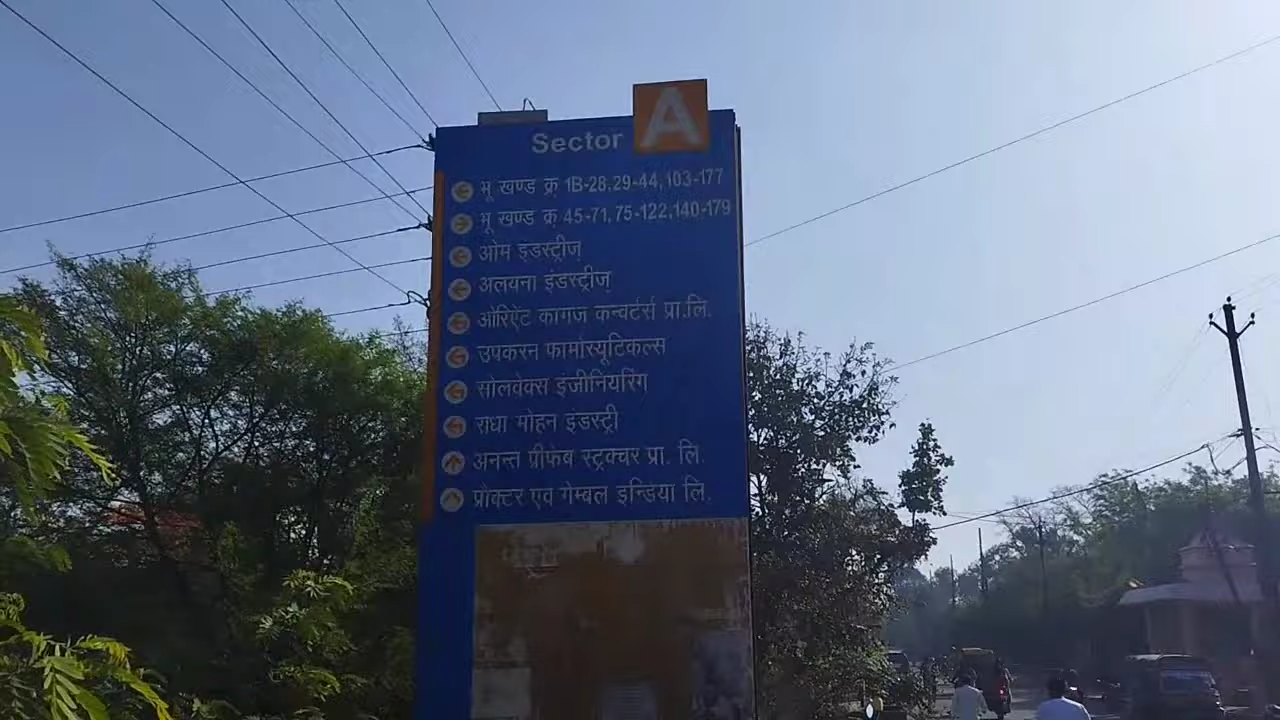 Sector A
भू खण्ड क्र 1B-28,29-44,103-177
भू खण्ड क्र 45-71,75-122,140-179
ओम इंडस्ट्रीज़
अलयना इंडस्ट्रीज़
ओरिऐंट कागज कन्वर्टर्स प्रा.लि.
उपकरन फार्मास्यूटिकल्स
सोलवेक्स इंजीनियरिंग
राधा मोहन इंडस्ट्री
अनन्त प्रीफेब स्ट्रक्चर प्रा. लि.
प्रौक्टर एवं गेम्बल इन्डिया लि.